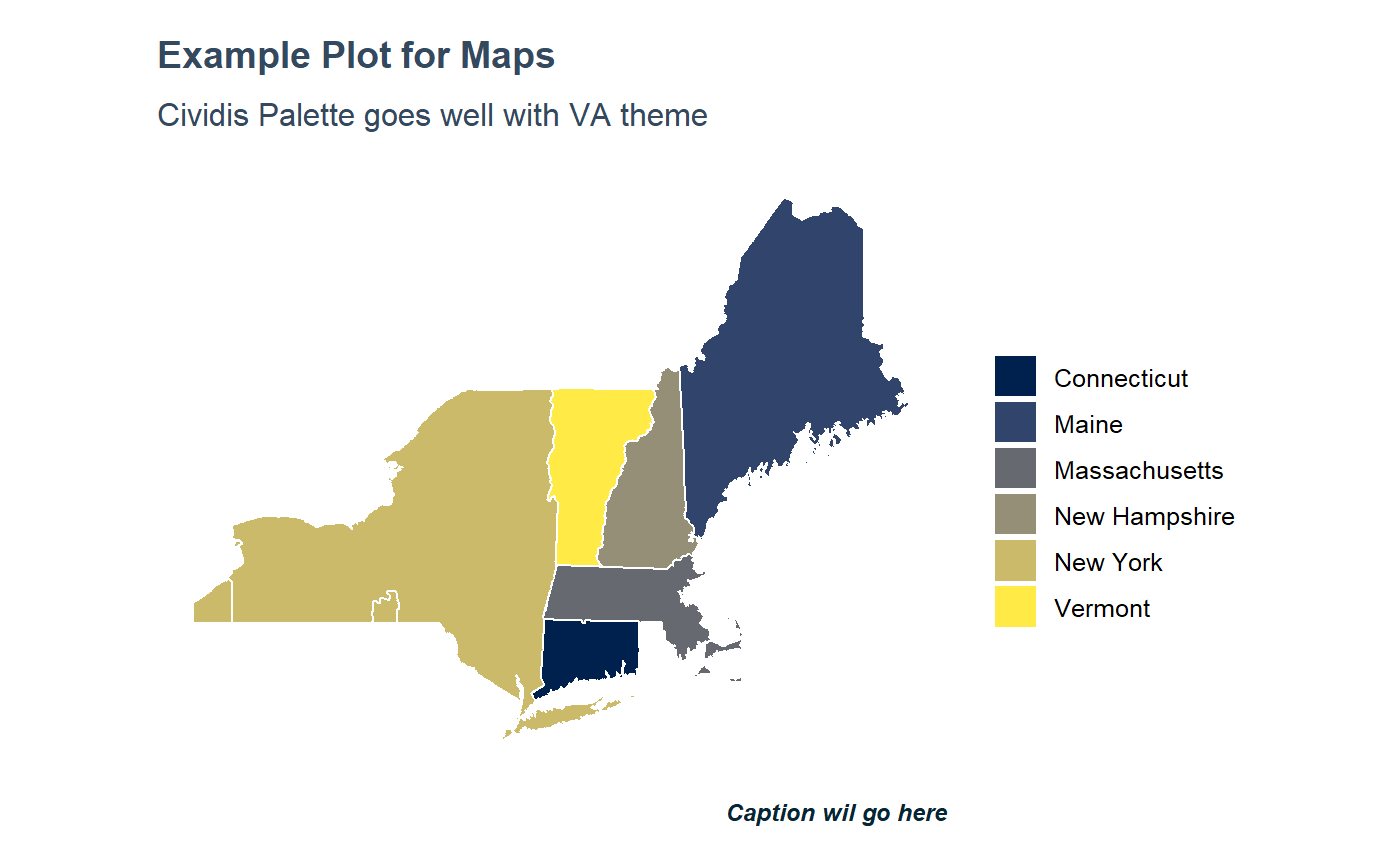 Example Plot for Maps
Cividis Palette goes well with VA theme
Connecticut
Maine
Massachusetts
New Hampshire
New York
Vermont
Caption wil go here